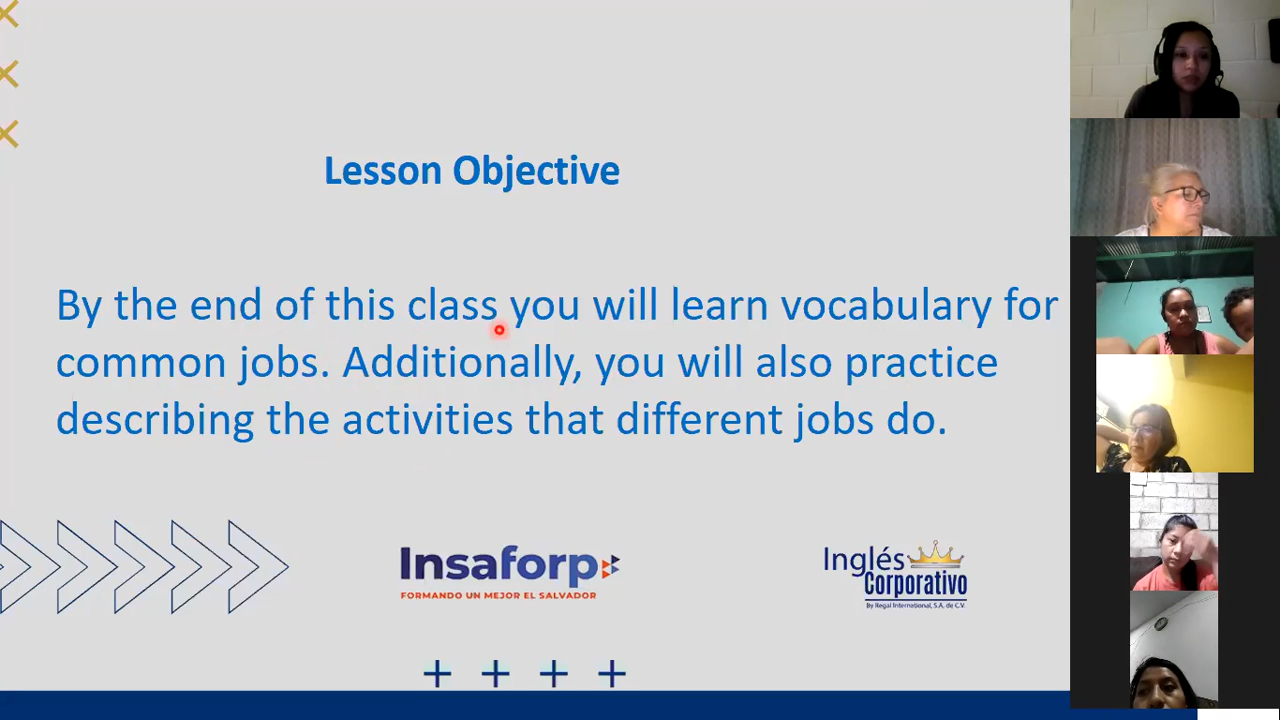 Lesson Objective
By the end of this class you will learn vocabulary for
common jobs. Additionally, you will also practice
describing the activities that different jobs do.
Insaforp
FORMANDO UN MEJOR EL SALVADOR
Inglés
Corporativo
By Regal International, S.A. de C.V.